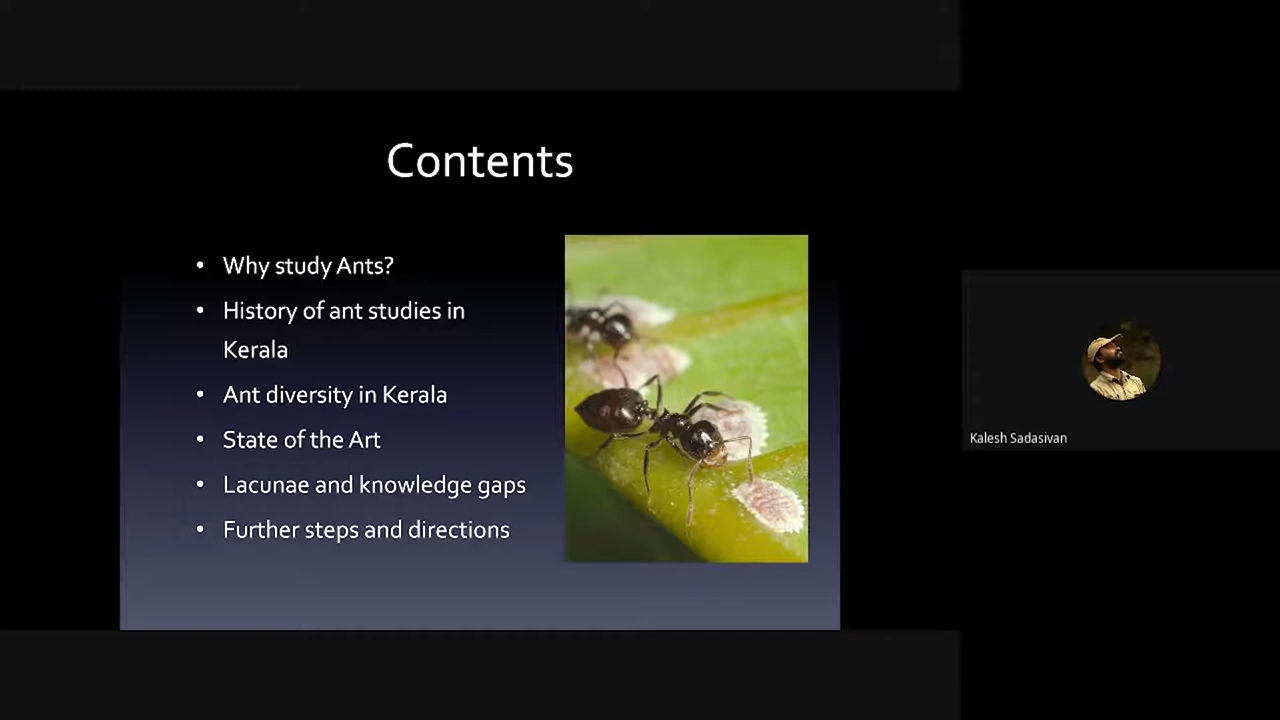 Contents
• Why study Ants?
• History of ant studies in
Kerala
• Ant diversity in Kerala
• State of the Art
• Lacunae and knowledge gaps
• Further steps and directions
Kalesh Sadasivan